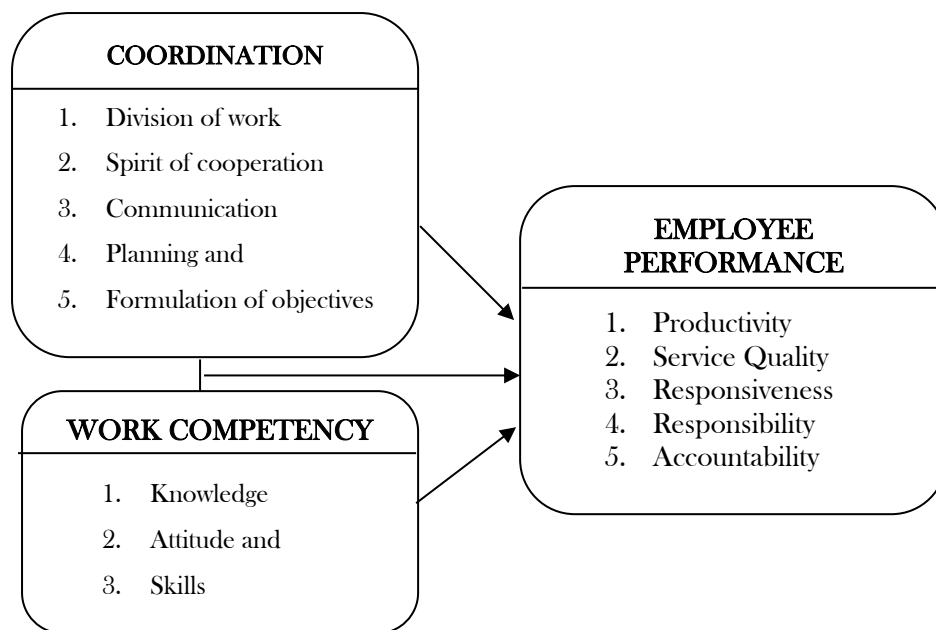 COORDINATION
1. Division of work
2. Spirit of cooperation
3. Communication
4. Planning and
5. Formulation of objectives
WORK COMPETENCY
1. Knowledge
2. Attitude and
3. Skills
EMPLOYEE
PERFORMANCE
1. Productivity
2. Service Quality
3. Responsiveness
4. Responsibility
5. Accountability